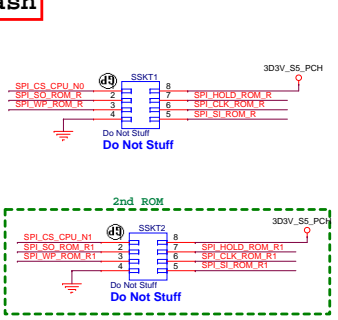 SSKT1
3D3V_S5_PCH
SPI_CS_CPU_N0 1 8
SPI_SO_ROM_R 2 7 SPI_HOLD_ROM_R
SPI_WP_ROM_R 3 6 SPI_CLK_ROM_R
4 5 SPI_SI_ROM_R
Do Not Stuff
Do Not Stuff
2nd ROM
SSKT2
3D3V_S5_PCH
SPI_CS_CPU_N1 1 8
SPI_SO_ROM_R1 2 7 SPI_HOLD_ROM_R1
SPI_WP_ROM_R1 3 6 SPI_CLK_ROM_R1
4 5 SPI_SI_ROM_R1
Do Not Stuff
Do Not Stuff